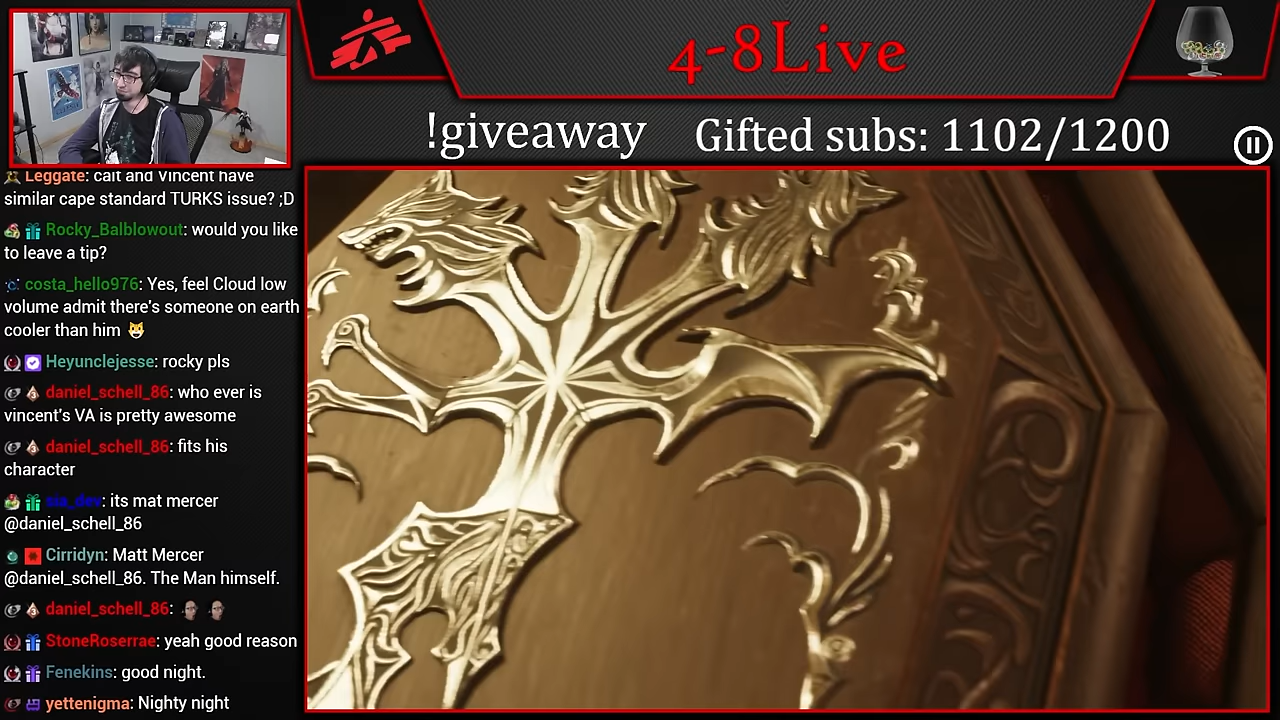 4-8Live
!giveaway
Gifted subs: 1102/1200
Leggate: cait and Vincent have
similar cape standard TURKS issue? ;D
Rocky_Balblowout: would you like
to leave a tip?
costa_hello976: Yes, feel Cloud low
volume admit there's someone on earth
cooler than him
Heyunclejesse: rocky pls
daniel_schell_86: who ever is
vincent's VA is pretty awesome
daniel_schell_86: fits his
character
sia_dev: its mat mercer
@daniel_schell_86
Cirridyn: Matt Mercer
@daniel_schell_86. The Man himself.
daniel_schell_86:
StoneRoserrae: yeah good reason
Fenekins: good night.
yettenigma: Nighty night